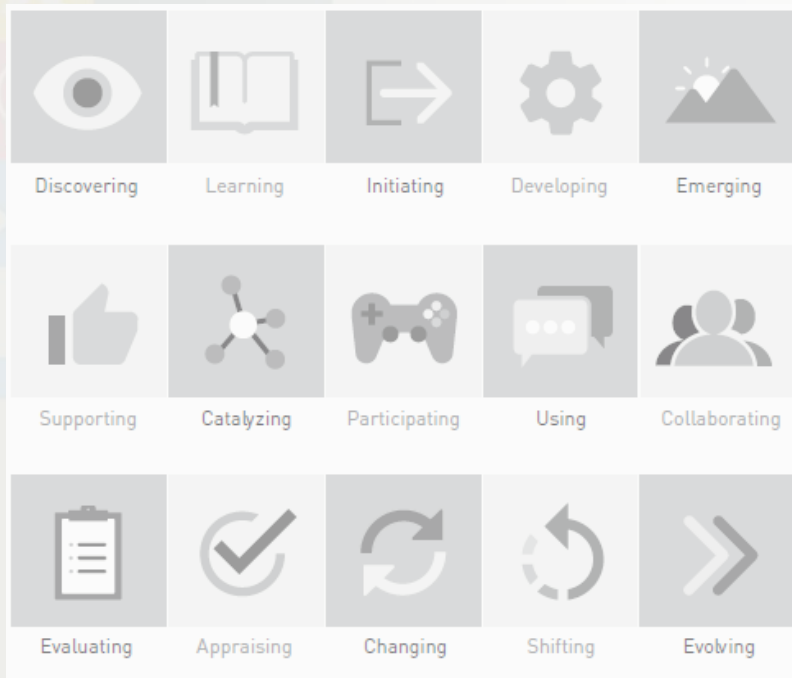 Discovering Learning Initiating Developing Emerging
Supporting Catalyzing Participating Using Collaborating
Evaluating Appraising Changing Shifting Evolving